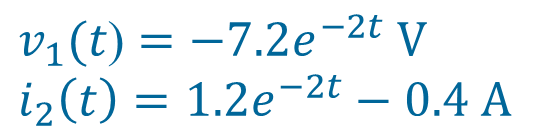 v₁(t) = −7.2e⁻²ᵗ V
i₂(t) = 1.2e⁻²ᵗ − 0.4 A